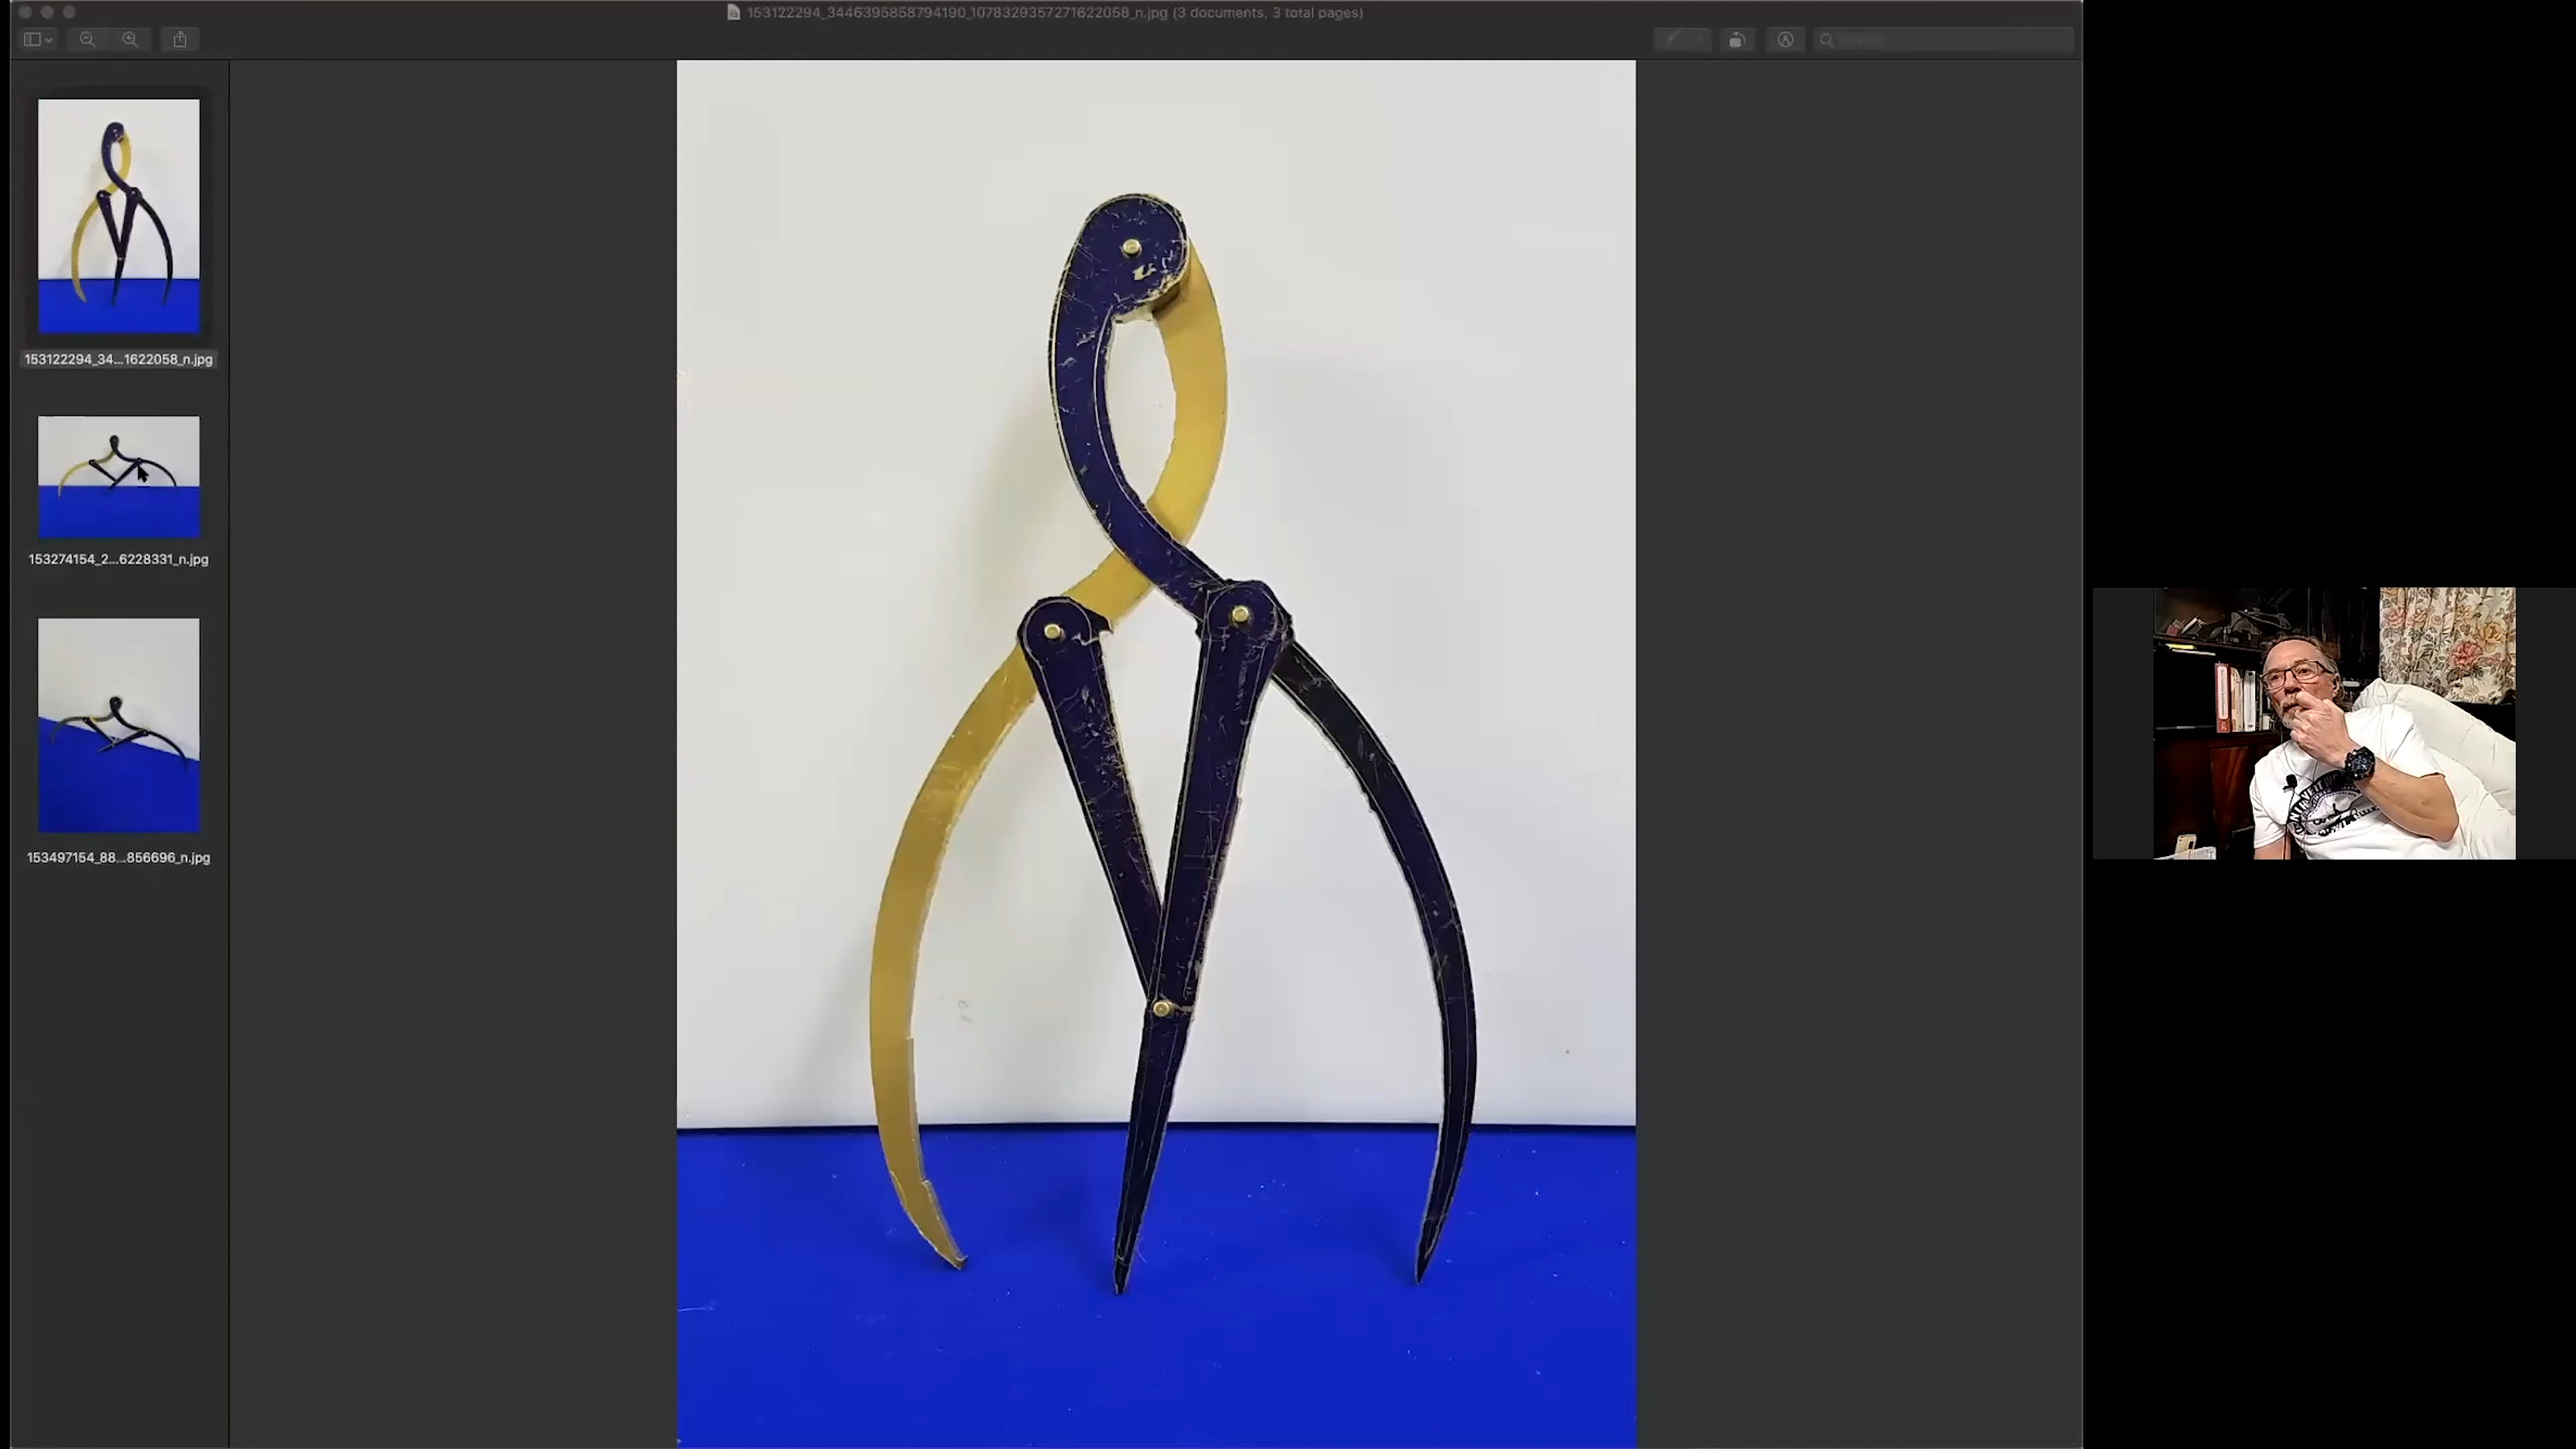 153122294_3446395858794190_1078329357271622058_n.jpg (3 documents, 3 total pages)
153122294_34...1622058_n.jpg
153274154_2...6228331_n.jpg
153497154_88...856696_n.jpg